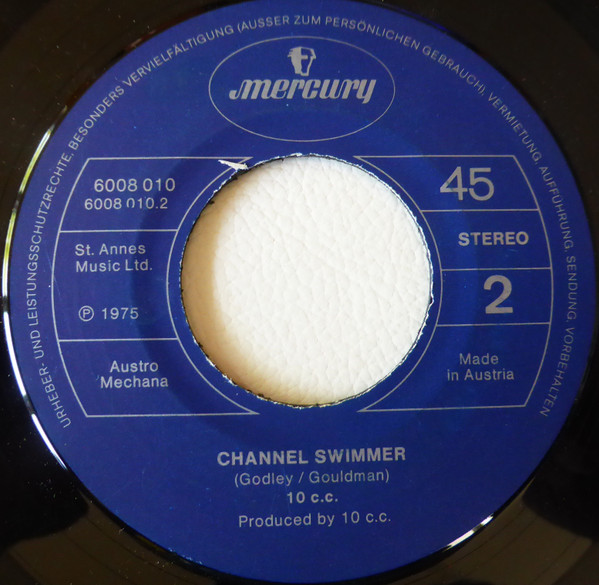 URHEBER- UND LEISTUNGSSCHUTZRECHTE, BESONDERS VERVIELFÄLTIGUNG (AUSSER ZUM PERSÖNLICHEN GEBRAUCH), VERMIETUNG, AUFFÜHRUNG, SENDUNG, VORBEHALTEN
mercury
6008 010
6008 010.2
45
STEREO
St. Annes
Music Ltd.
2
℗ 1975
Austro
Mechana
Made
in Austria
CHANNEL SWIMMER
(Godley / Gouldman)
10 c.c.
Produced by 10 c.c.